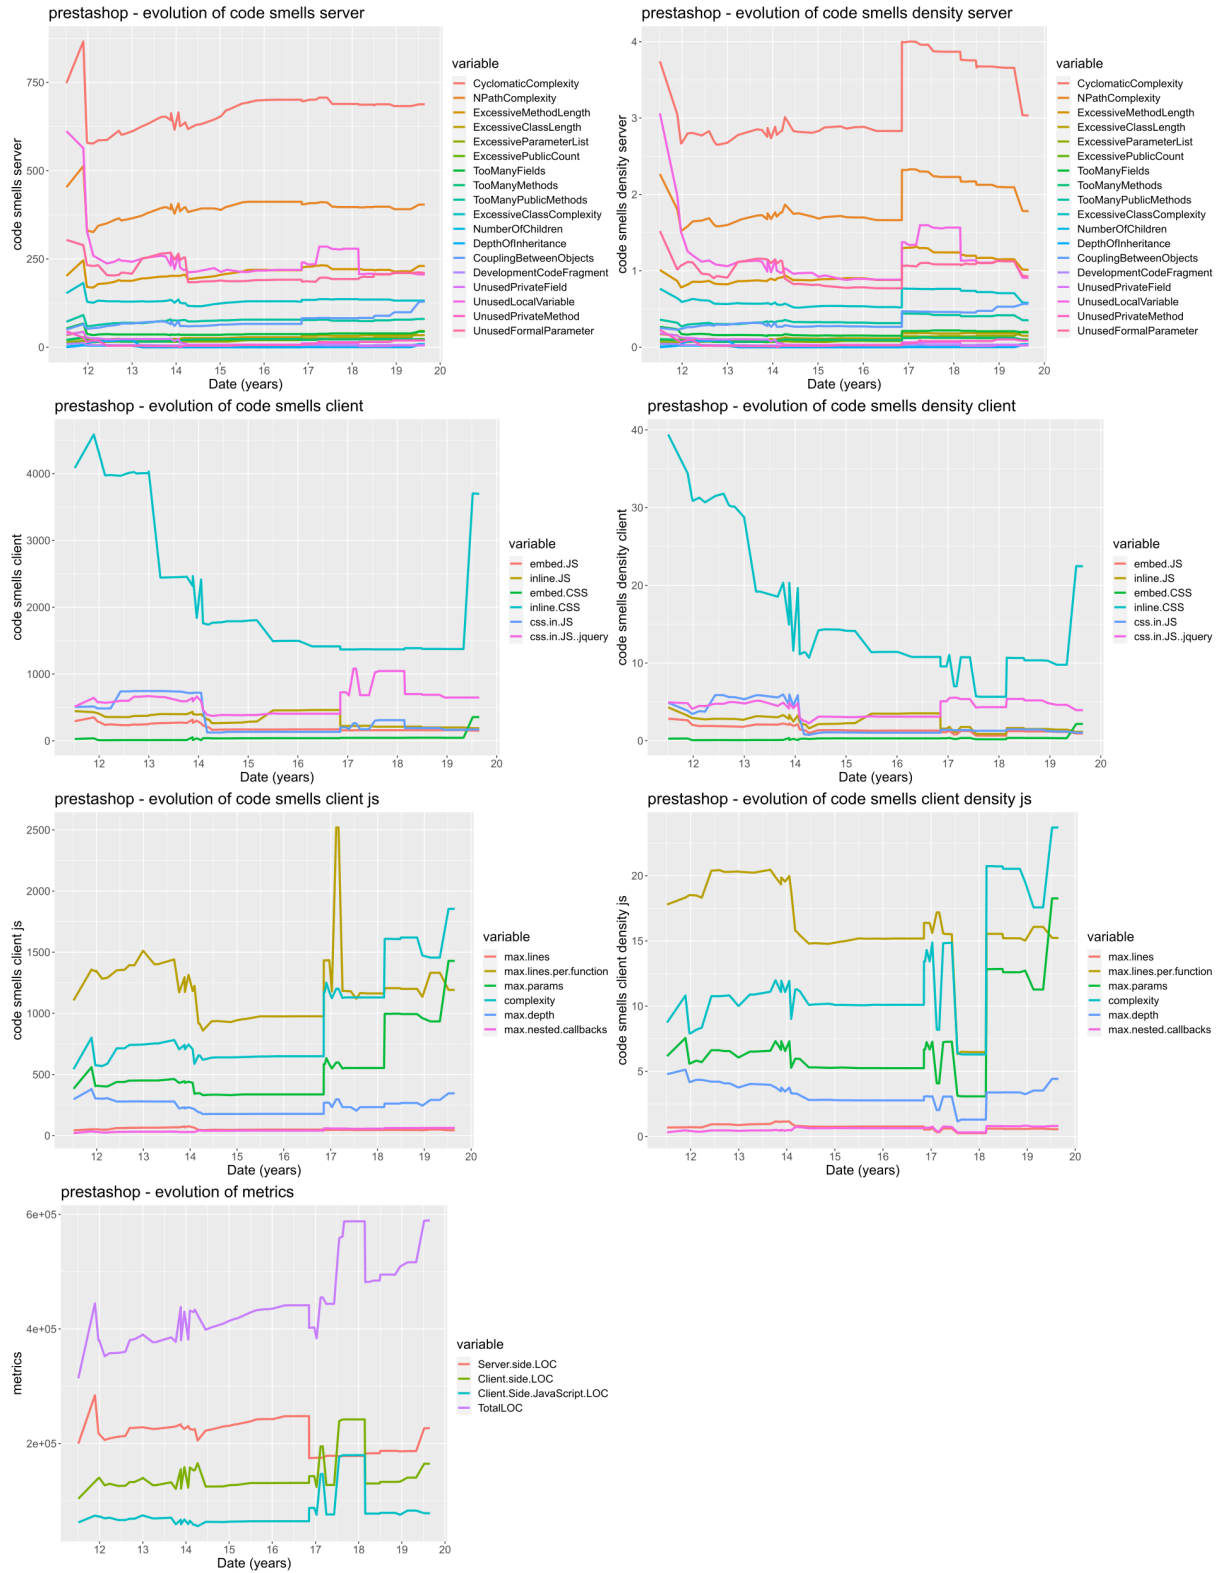 prestashop - evolution of code smells server
code smells server
750
500
250
0
12 13 14 15 16 17 18 19 20
Date (years)
variable
CyclomaticComplexity
NPathComplexity
ExcessiveMethodLength
ExcessiveClassLength
ExcessiveParameterList
ExcessivePublicCount
TooManyFields
TooManyMethods
TooManyPublicMethods
ExcessiveClassComplexity
NumberOfChildren
DepthOfInheritance
CouplingBetweenObjects
DevelopmentCodeFragment
UnusedPrivateField
UnusedLocalVariable
UnusedPrivateMethod
UnusedFormalParameter
prestashop - evolution of code smells density server
code smells density server
4
3
2
1
0
12 13 14 15 16 17 18 19 20
Date (years)
variable
CyclomaticComplexity
NPathComplexity
ExcessiveMethodLength
ExcessiveClassLength
ExcessiveParameterList
ExcessivePublicCount
TooManyFields
TooManyMethods
TooManyPublicMethods
ExcessiveClassComplexity
NumberOfChildren
DepthOfInheritance
CouplingBetweenObjects
DevelopmentCodeFragment
UnusedPrivateField
UnusedLocalVariable
UnusedPrivateMethod
UnusedFormalParameter
prestashop - evolution of code smells client
code smells client
4000
3000
2000
1000
0
12 13 14 15 16 17 18 19 20
Date (years)
variable
embed.JS
inline.JS
embed.CSS
inline.CSS
css.in.JS
css.in.JS..jquery
prestashop - evolution of code smells density client
code smells density client
40
30
20
10
0
12 13 14 15 16 17 18 19 20
Date (years)
variable
embed.JS
inline.JS
embed.CSS
inline.CSS
css.in.JS
css.in.JS..jquery
prestashop - evolution of code smells client js
code smells client js
2500
2000
1500
1000
500
0
12 13 14 15 16 17 18 19 20
Date (years)
variable
max.lines
max.lines.per.function
max.params
complexity
max.depth
max.nested.callbacks
prestashop - evolution of code smells client density js
code smells client density js
20
15
10
5
0
12 13 14 15 16 17 18 19 20
Date (years)
variable
max.lines
max.lines.per.function
max.params
complexity
max.depth
max.nested.callbacks
prestashop - evolution of metrics
metrics
6e+05
4e+05
2e+05
12 13 14 15 16 17 18 19 20
Date (years)
variable
Server.side.LOC
Client.side.LOC
Client.Side.JavaScript.LOC
TotalLOC